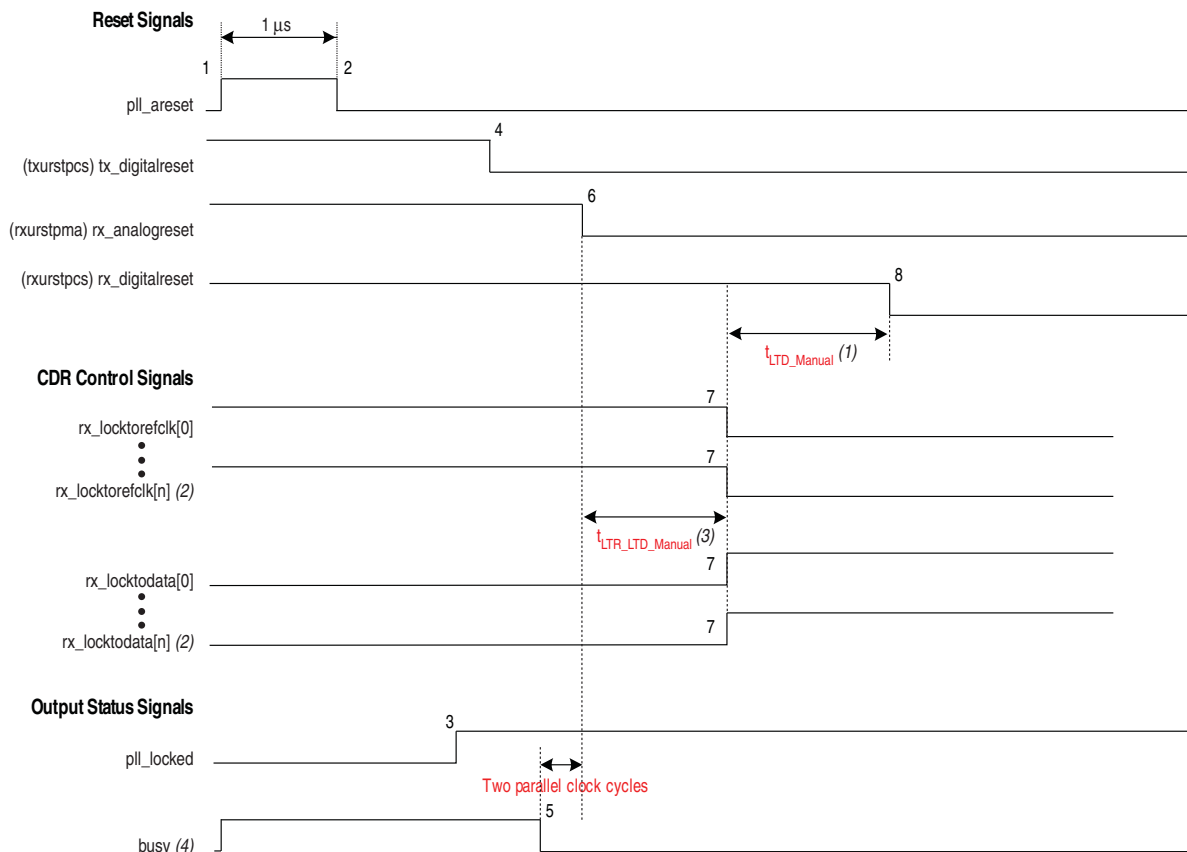 Reset Signals
1 μs
1
2
pll_areset
4
(txurstpcs) tx_digitalreset
6
(rxurstpma) rx_analogreset
(rxurstpcs) rx_digitalreset
8
tLTD_Manual (1)
CDR Control Signals
7
rx_locktorefclk[0]
7
rx_locktorefclk[n] (2)
tLTR_LTD_Manual (3)
7
rx_locktodata[0]
7
rx_locktodata[n] (2)
Output Status Signals
3
pll_locked
Two parallel clock cycles
5
busy (4)